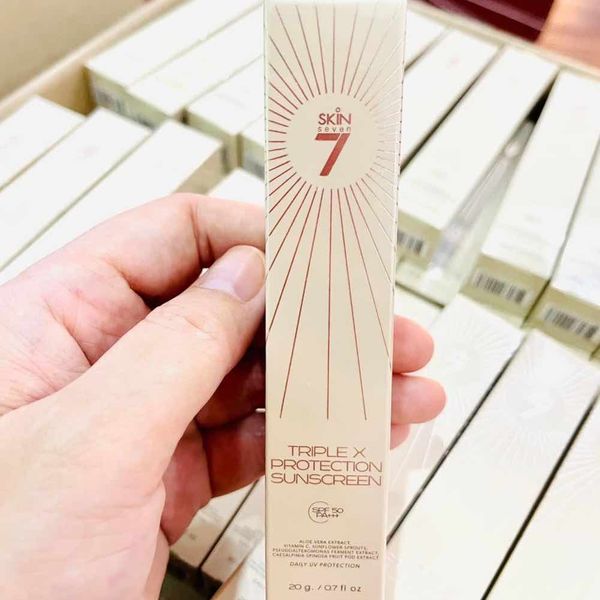 SKIN
seven
7
TRIPLE X
PROTECTION
SUNSCREEN
SPF 50
PA+++
ALOE VERA EXTRACT,
VITAMIN C, SUNFLOWER SPROUTS,
PSEUDOALTEROMONAS FERMENT EXTRACT,
CAESALPINIA SPINOSA FRUIT POD EXTRACT
DAILY UV PROTECTION
20 g. / 0.7 fl oz